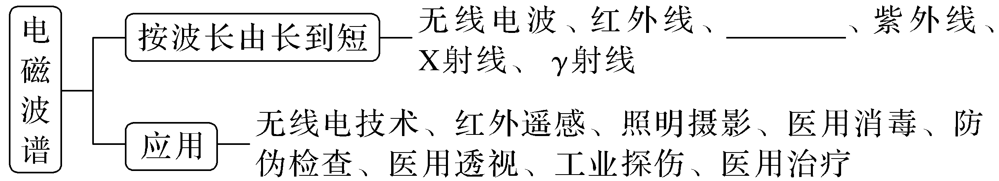 电磁波谱
按波长由长到短
无线电波、红外线、________、紫外线、
X射线、γ射线
应用
无线电技术、红外遥感、照明摄影、医用消毒、防
伪检查、医用透视、工业探伤、医用治疗